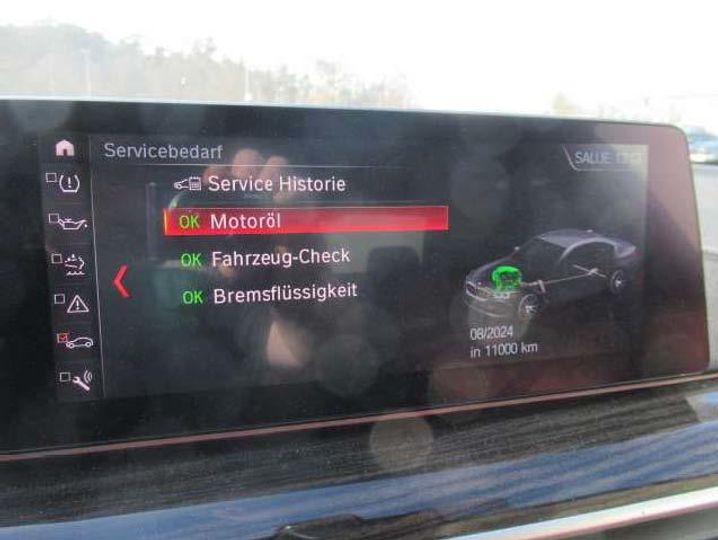 Servicebedarf
Service Historie
OK Motoröl
OK Fahrzeug-Check
OK Bremsflüssigkeit
08/2024
in 11000 km